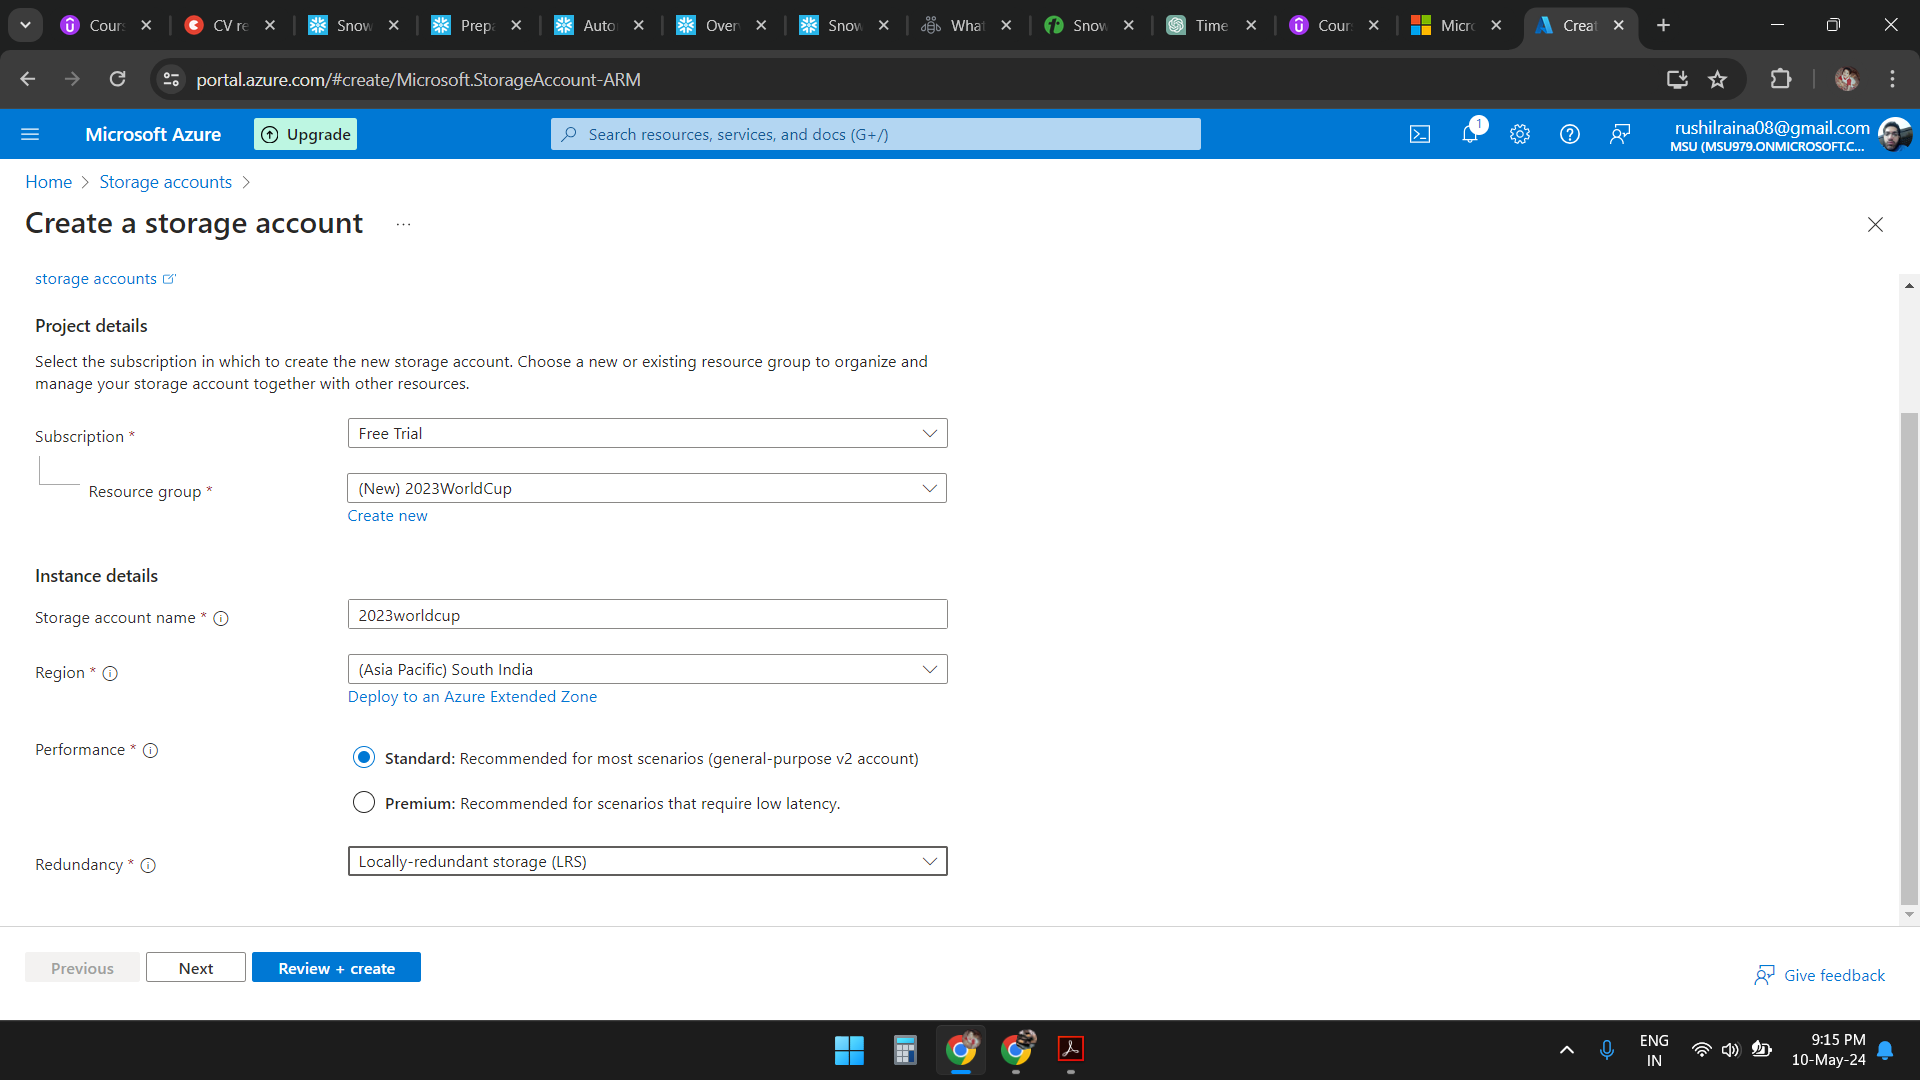 Cour
CV re
Snow
Prepa
Auto
Over
Snow
What
Snow
Time
Cour
Micro
Creat
portal.azure.com/#create/Microsoft.StorageAccount-ARM
Microsoft Azure
Upgrade
Search resources, services, and docs (G+/)
1
rushilraina08@gmail.com
MSU (MSU979.ONMICROSOFT.C...
Home > Storage accounts >
Create a storage account ...
storage accounts
Project details
Select the subscription in which to create the new storage account. Choose a new or existing resource group to organize and
manage your storage account together with other resources.
Subscription *
Free Trial
Resource group *
(New) 2023WorldCup
Create new
Instance details
Storage account name *
2023worldcup
Region *
(Asia Pacific) South India
Deploy to an Azure Extended Zone
Performance *
Standard: Recommended for most scenarios (general-purpose v2 account)
Premium: Recommended for scenarios that require low latency.
Redundancy *
Locally-redundant storage (LRS)
Previous
Next
Review + create
Give feedback
ENG
IN
9:15 PM
10-May-24